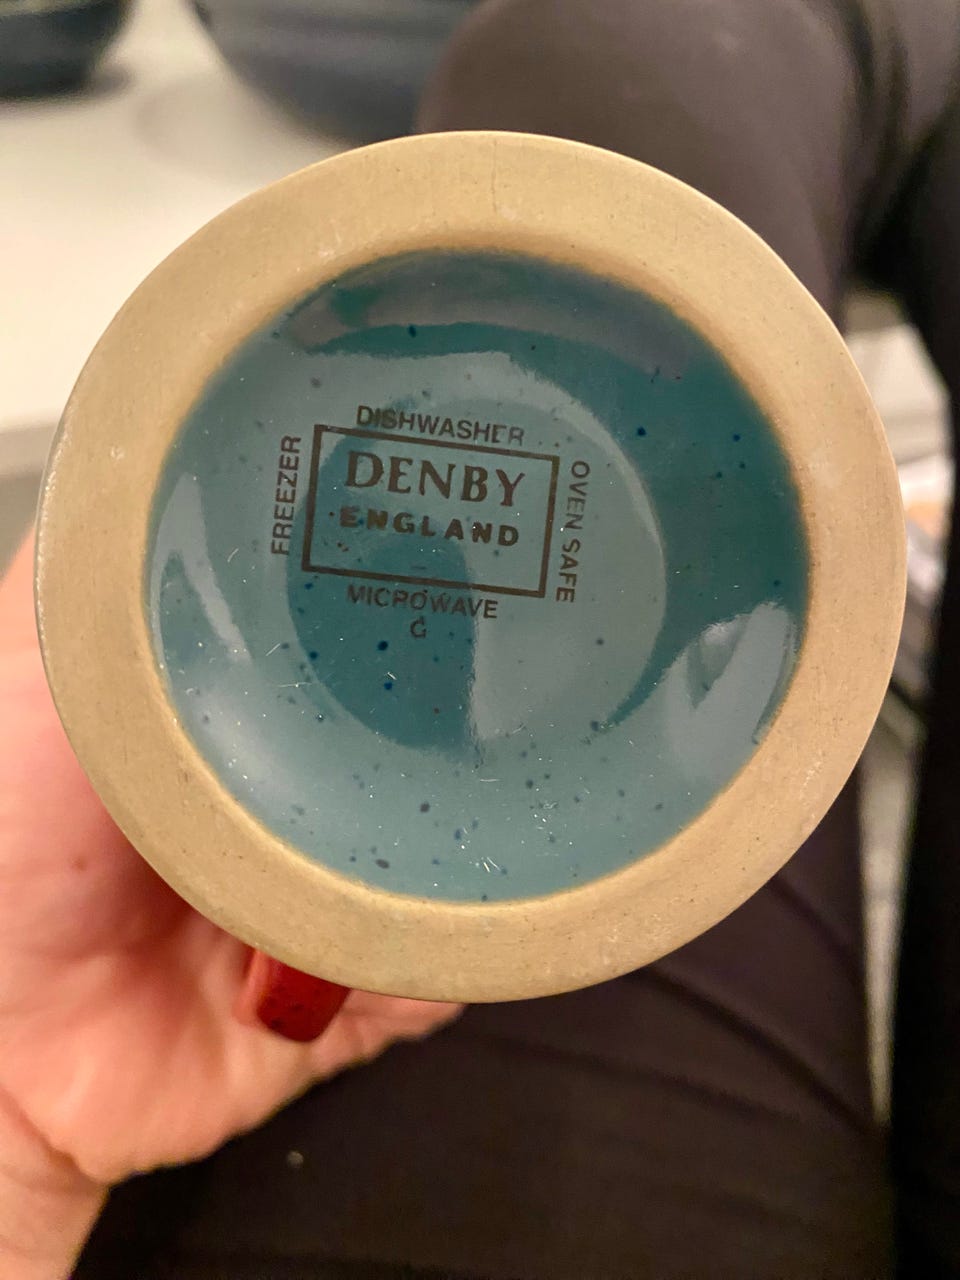 DISHWASHER
FREEZER
DENBY
ENGLAND
OVEN SAFE
MICROWAVE
G